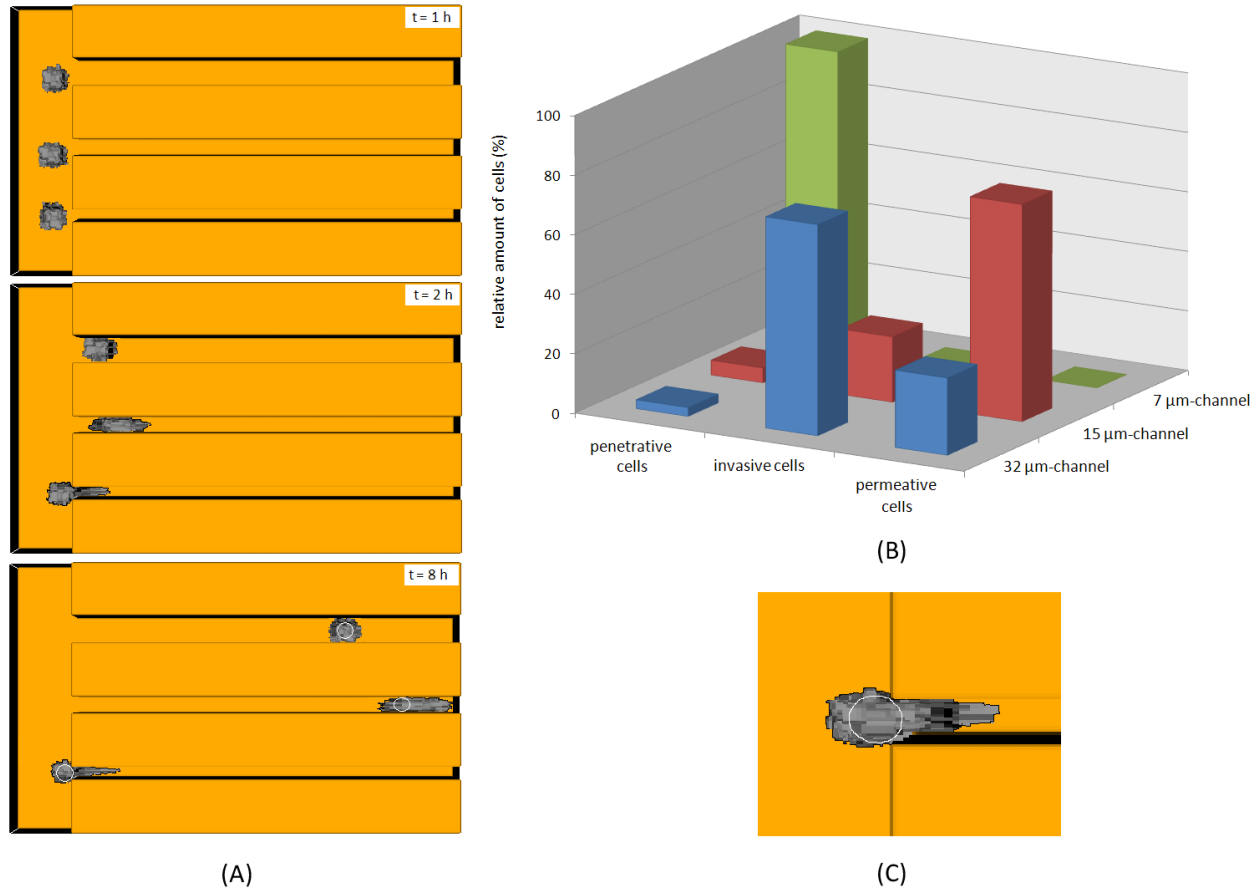 t = 1 h
t = 2 h
t = 8 h
(A)
relative amount of cells (%)
100
80
60
40
20
0
penetrative
cells
invasive cells
permeative
cells
7 µm-channel
15 µm-channel
32 µm-channel
(B)
(C)